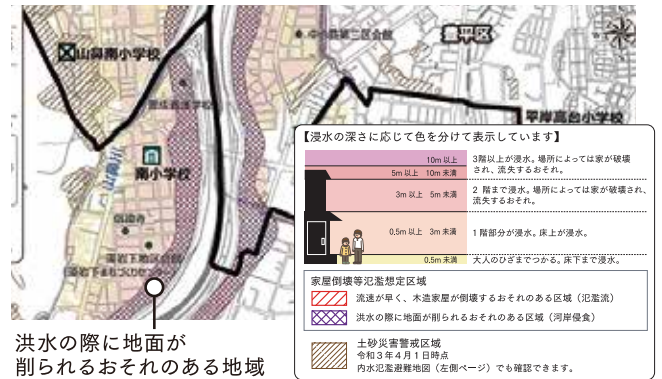 山鼻南小学校
豊平区
平岸高台小学校
南小学校
洪水の際に地面が
削られるおそれのある地域
【浸水の深さに応じて色を分けて表示しています】
10m 以上
3階以上が浸水。場所によっては家が破壊
され、流失するおそれ。
5m 以上 10m 未満
3m 以上 5m 未満
2 階まで浸水。場所によっては家が破壊され、
流失するおそれ。
0.5m 以上 3m 未満
1 階部分が浸水。床上が浸水。
0.5m 未満
大人のひざまでつかる。床下まで浸水。
家屋倒壊等氾濫想定区域
流速が早く、木造家屋が倒壊するおそれのある区域（氾濫流）
洪水の際に地面が削られるおそれのある区域（河岸侵食）
土砂災害警戒区域
令和３年４月１日時点
内水氾濫避難地図（左側ページ）でも確認できます。